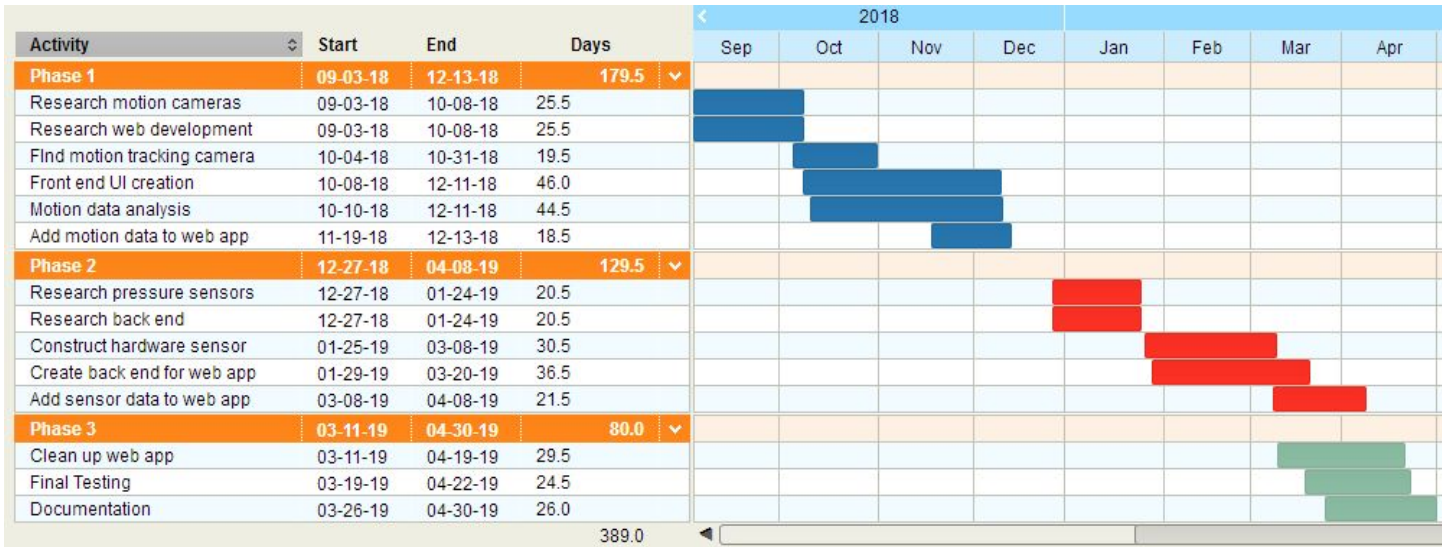 2018
Activity Start End Days Sep Oct Nov Dec Jan Feb Mar Apr
Phase 1 09-03-18 12-13-18 179.5
Research motion cameras 09-03-18 10-08-18 25.5
Research web development 09-03-18 10-08-18 25.5
FInd motion tracking camera 10-04-18 10-31-18 19.5
Front end UI creation 10-08-18 12-11-18 46.0
Motion data analysis 10-10-18 12-11-18 44.5
Add motion data to web app 11-19-18 12-13-18 18.5
Phase 2 12-27-18 04-08-19 129.5
Research pressure sensors 12-27-18 01-24-19 20.5
Research back end 12-27-18 01-24-19 20.5
Construct hardware sensor 01-25-19 03-08-19 30.5
Create back end for web app 01-29-19 03-20-19 36.5
Add sensor data to web app 03-08-19 04-08-19 21.5
Phase 3 03-11-19 04-30-19 80.0
Clean up web app 03-11-19 04-19-19 29.5
Final Testing 03-19-19 04-22-19 24.5
Documentation 03-26-19 04-30-19 26.0
389.0